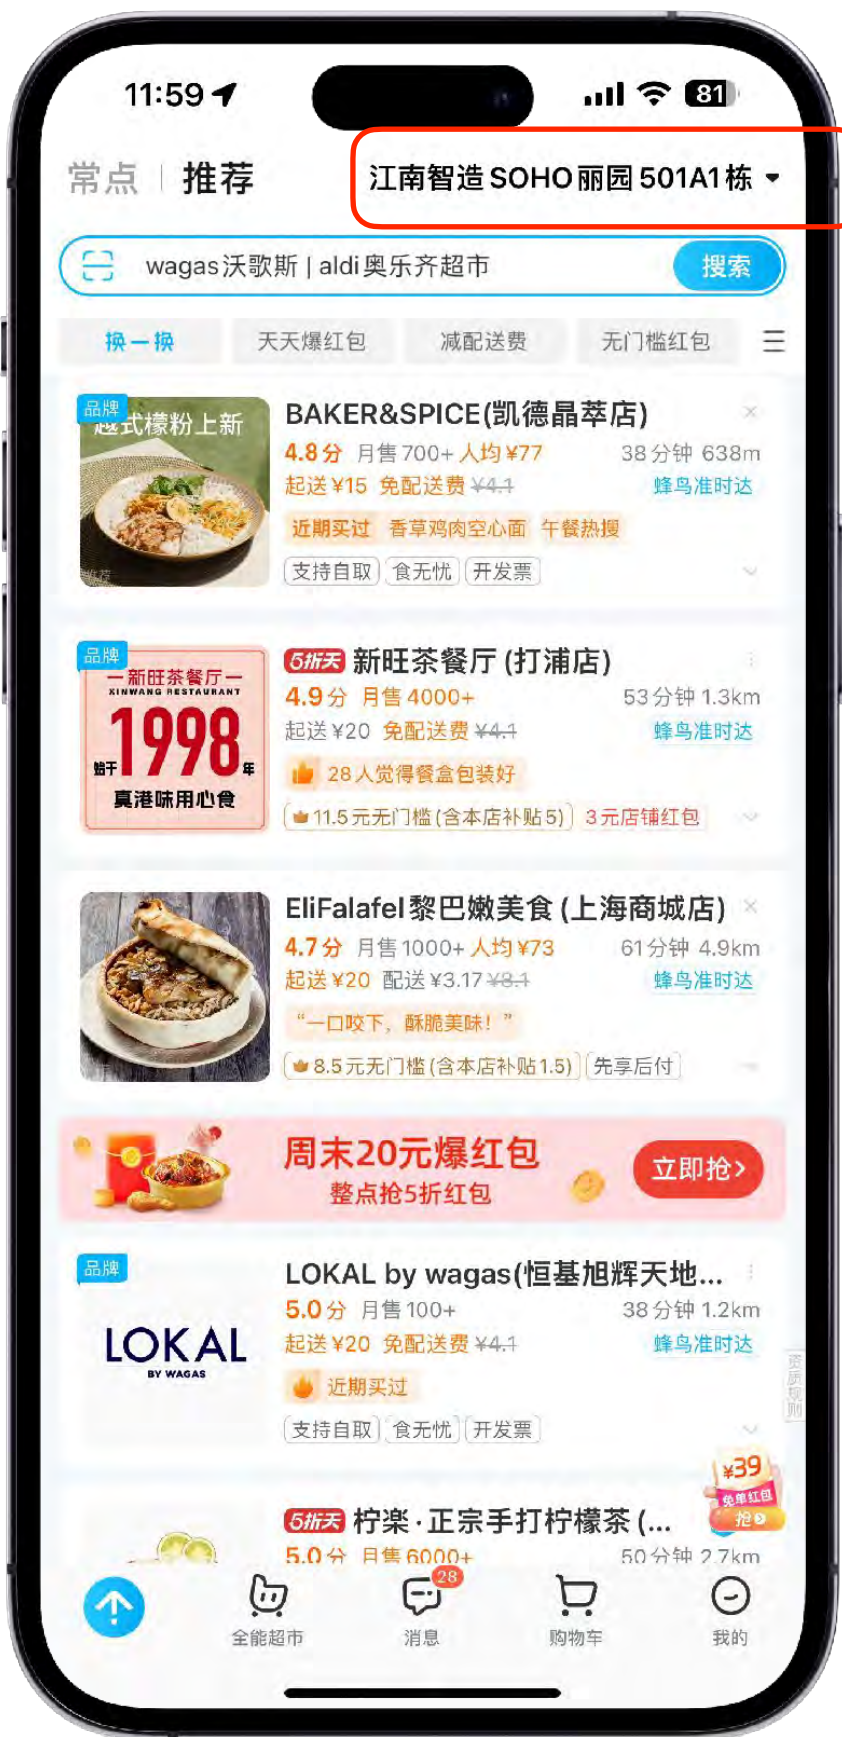 11:59
81
常点 推荐
江南智造SOHO丽园501A1栋
wagas沃歌斯 | aldi奥乐齐超市
搜索
换一换 天天爆红包 减配送费 无门槛红包
品牌
越式檬粉上新
BAKER&SPICE(凯德晶萃店)
4.8分 月售700+ 人均¥77 38分钟 638m
起送¥15 免配送费 ¥4.1 蜂鸟准时达
近期买过 香草鸡肉空心面 午餐热搜
支持自取 食无忧 开发票
品牌
新旺茶餐厅
XINWANG RESTAURANT
始于1998年
真港味用心食
5折天 新旺茶餐厅(打浦店)
4.9分 月售4000+ 53分钟 1.3km
起送¥20 免配送费 ¥4.1 蜂鸟准时达
28人觉得餐盒包装好
11.5元无门槛(含本店补贴5) 3元店铺红包
EliFalafel黎巴嫩美食(上海商城店)
4.7分 月售1000+ 人均¥73 61分钟 4.9km
起送¥20 配送¥3.17 ¥8.1 蜂鸟准时达
“一口咬下，酥脆美味！”
8.5元无门槛(含本店补贴1.5) 先享后付
周末20元爆红包
整点抢5折红包
立即抢
品牌
LOKAL
BY WAGAS
LOKAL by wagas(恒基旭辉天地...
5.0分 月售100+ 38分钟 1.2km
起送¥20 免配送费 ¥4.1 蜂鸟准时达
近期买过
支持自取 食无忧 开发票
资质规则
¥39
免单红包
抢
5折天 柠楽·正宗手打柠檬茶(...
5.0分 月售6000+ 50分钟 2.7km
28
全能超市 消息 购物车 我的